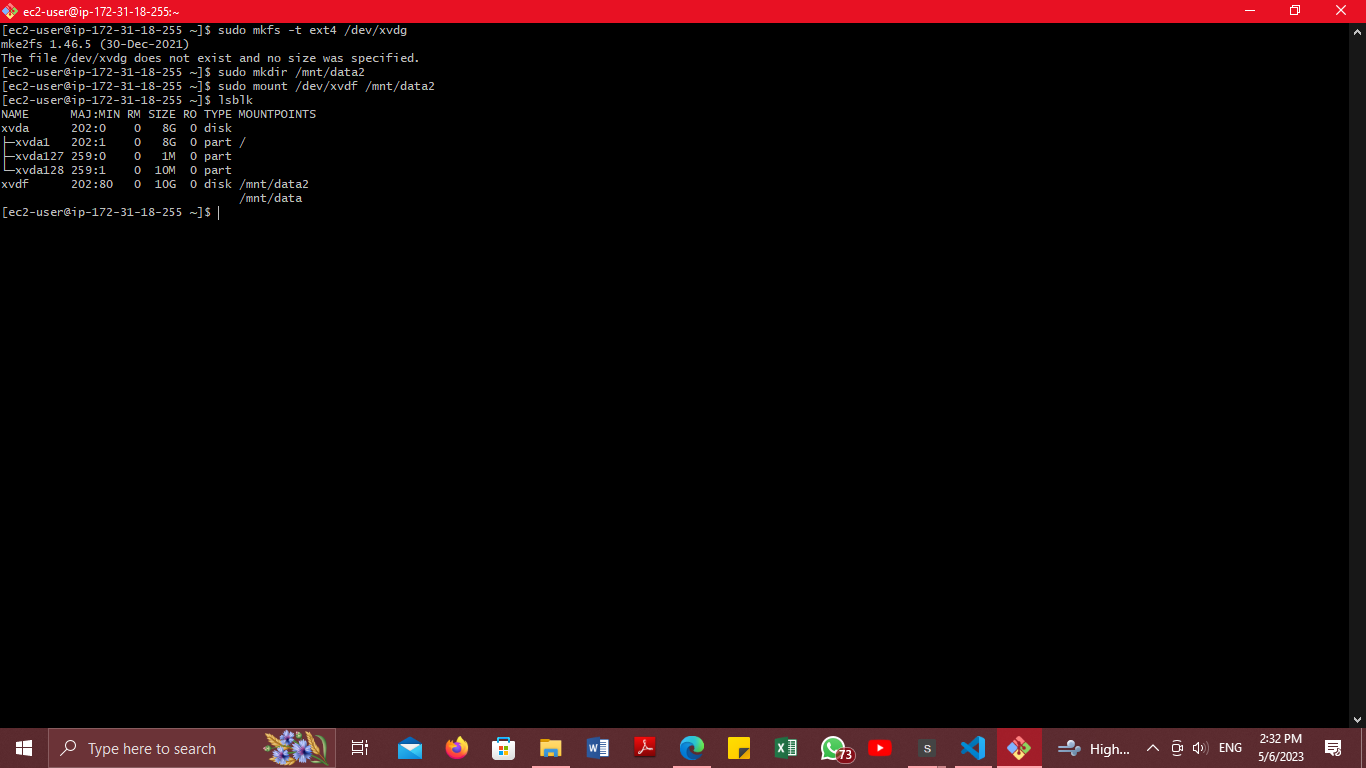 ec2-user@ip-172-31-18-255:~
[ec2-user@ip-172-31-18-255 ~]$ sudo mkfs -t ext4 /dev/xvdg
mke2fs 1.46.5 (30-Dec-2021)
The file /dev/xvdg does not exist and no size was specified.
[ec2-user@ip-172-31-18-255 ~]$ sudo mkdir /mnt/data2
[ec2-user@ip-172-31-18-255 ~]$ sudo mount /dev/xvdf /mnt/data2
[ec2-user@ip-172-31-18-255 ~]$ lsblk
NAME      MAJ:MIN RM SIZE RO TYPE MOUNTPOINTS
xvda      202:0    0   8G  0 disk
├─xvda1   202:1    0   8G  0 part /
├─xvda127 259:0    0   1M  0 part
└─xvda128 259:1    0  10M  0 part
xvdf      202:80   0  10G  0 disk /mnt/data2
                                  /mnt/data
[ec2-user@ip-172-31-18-255 ~]$
Type here to search
W
S
73
High...
ENG
2:32 PM
5/6/2023